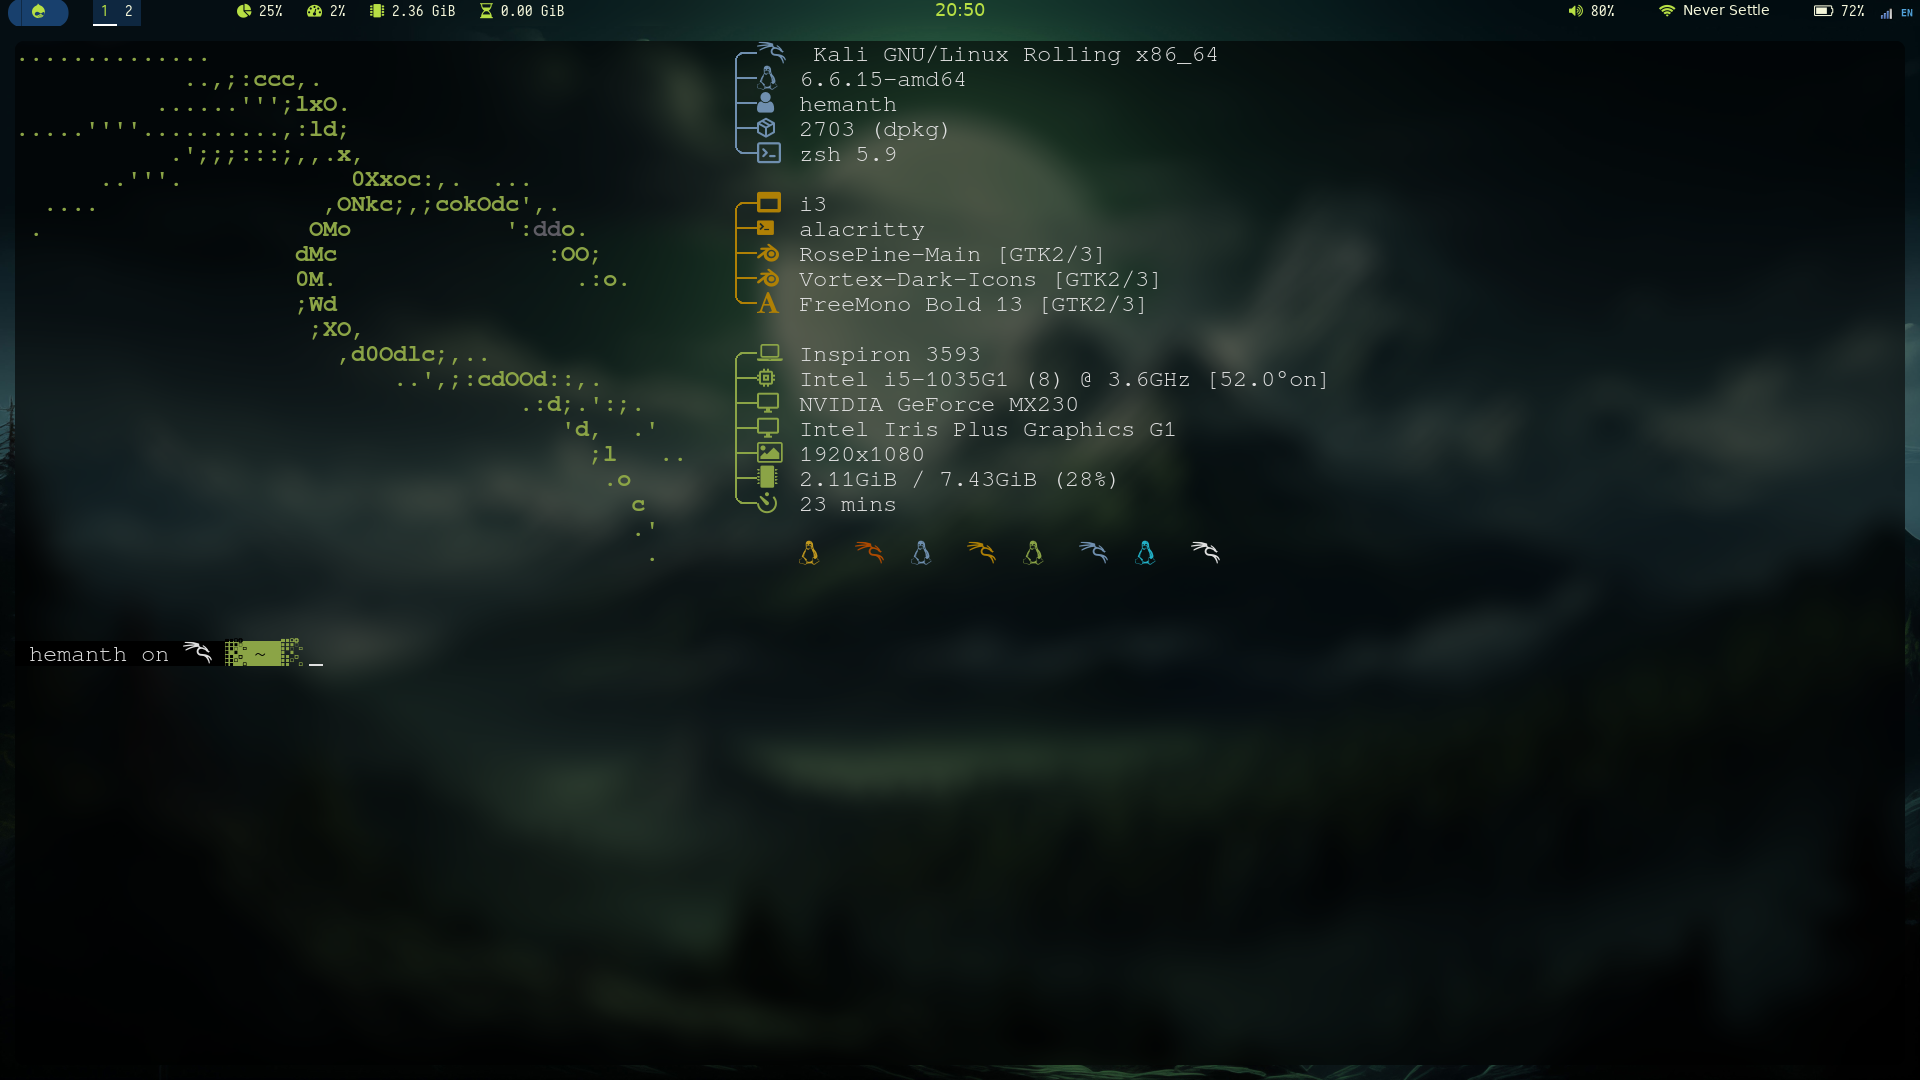 1 2 25% 2% 2.36 GiB 0.00 GiB 20:50 80% Never Settle 72% EN
..............
..,;:ccc,.
......''';lxO.
.....''''..........,:ld;
.';;;:::;,,.x,
..'''. 0Xxoc:,. ...
.... ,ONkc;,;cokOdc',.
. OMo ':ddo.
dMc :OO;
0M. .:o.
;Wd
;XO,
,d0Odlc;,..
..',;:cdOOd::,.
.:d;.':;.
'd, .'
;l ..
.o
c
.'
.
Kali GNU/Linux Rolling x86_64
6.6.15-amd64
hemanth
2703 (dpkg)
zsh 5.9
i3
alacritty
RosePine-Main [GTK2/3]
Vortex-Dark-Icons [GTK2/3]
FreeMono Bold 13 [GTK2/3]
Inspiron 3593
Intel i5-1035G1 (8) @ 3.6GHz [52.0°on]
NVIDIA GeForce MX230
Intel Iris Plus Graphics G1
1920x1080
2.11GiB / 7.43GiB (28%)
23 mins
hemanth on ~ _